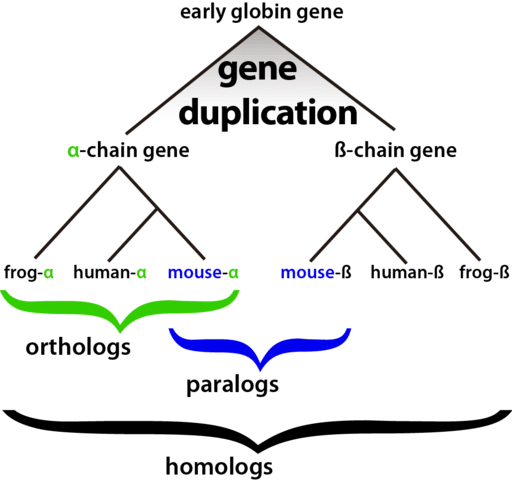 early globin gene
gene
duplication
α-chain gene
ß-chain gene
frog-α
human-α
mouse-α
mouse-ß
human-ß
frog-ß
orthologs
paralogs
homologs